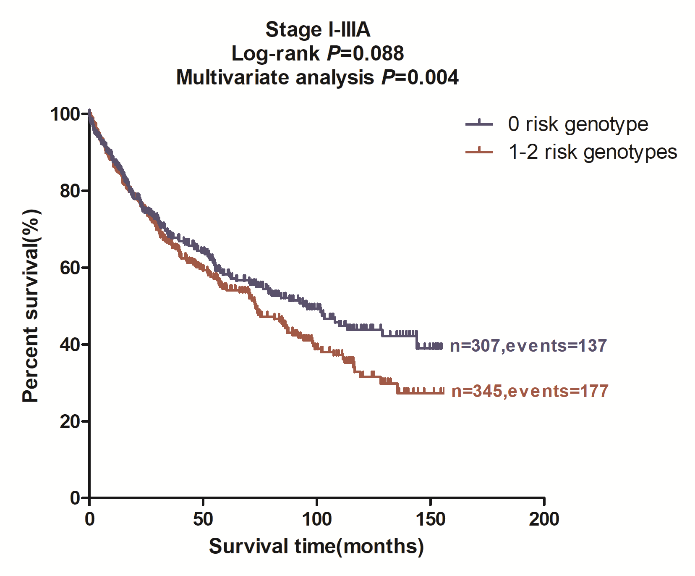 Stage I-IIIA
Log-rank P=0.088
Multivariate analysis P=0.004
0 risk genotype
1-2 risk genotypes
Percent survival(%)
100
80
60
40
20
0
n=307,events=137
n=345,events=177
0
50
100
150
200
Survival time(months)